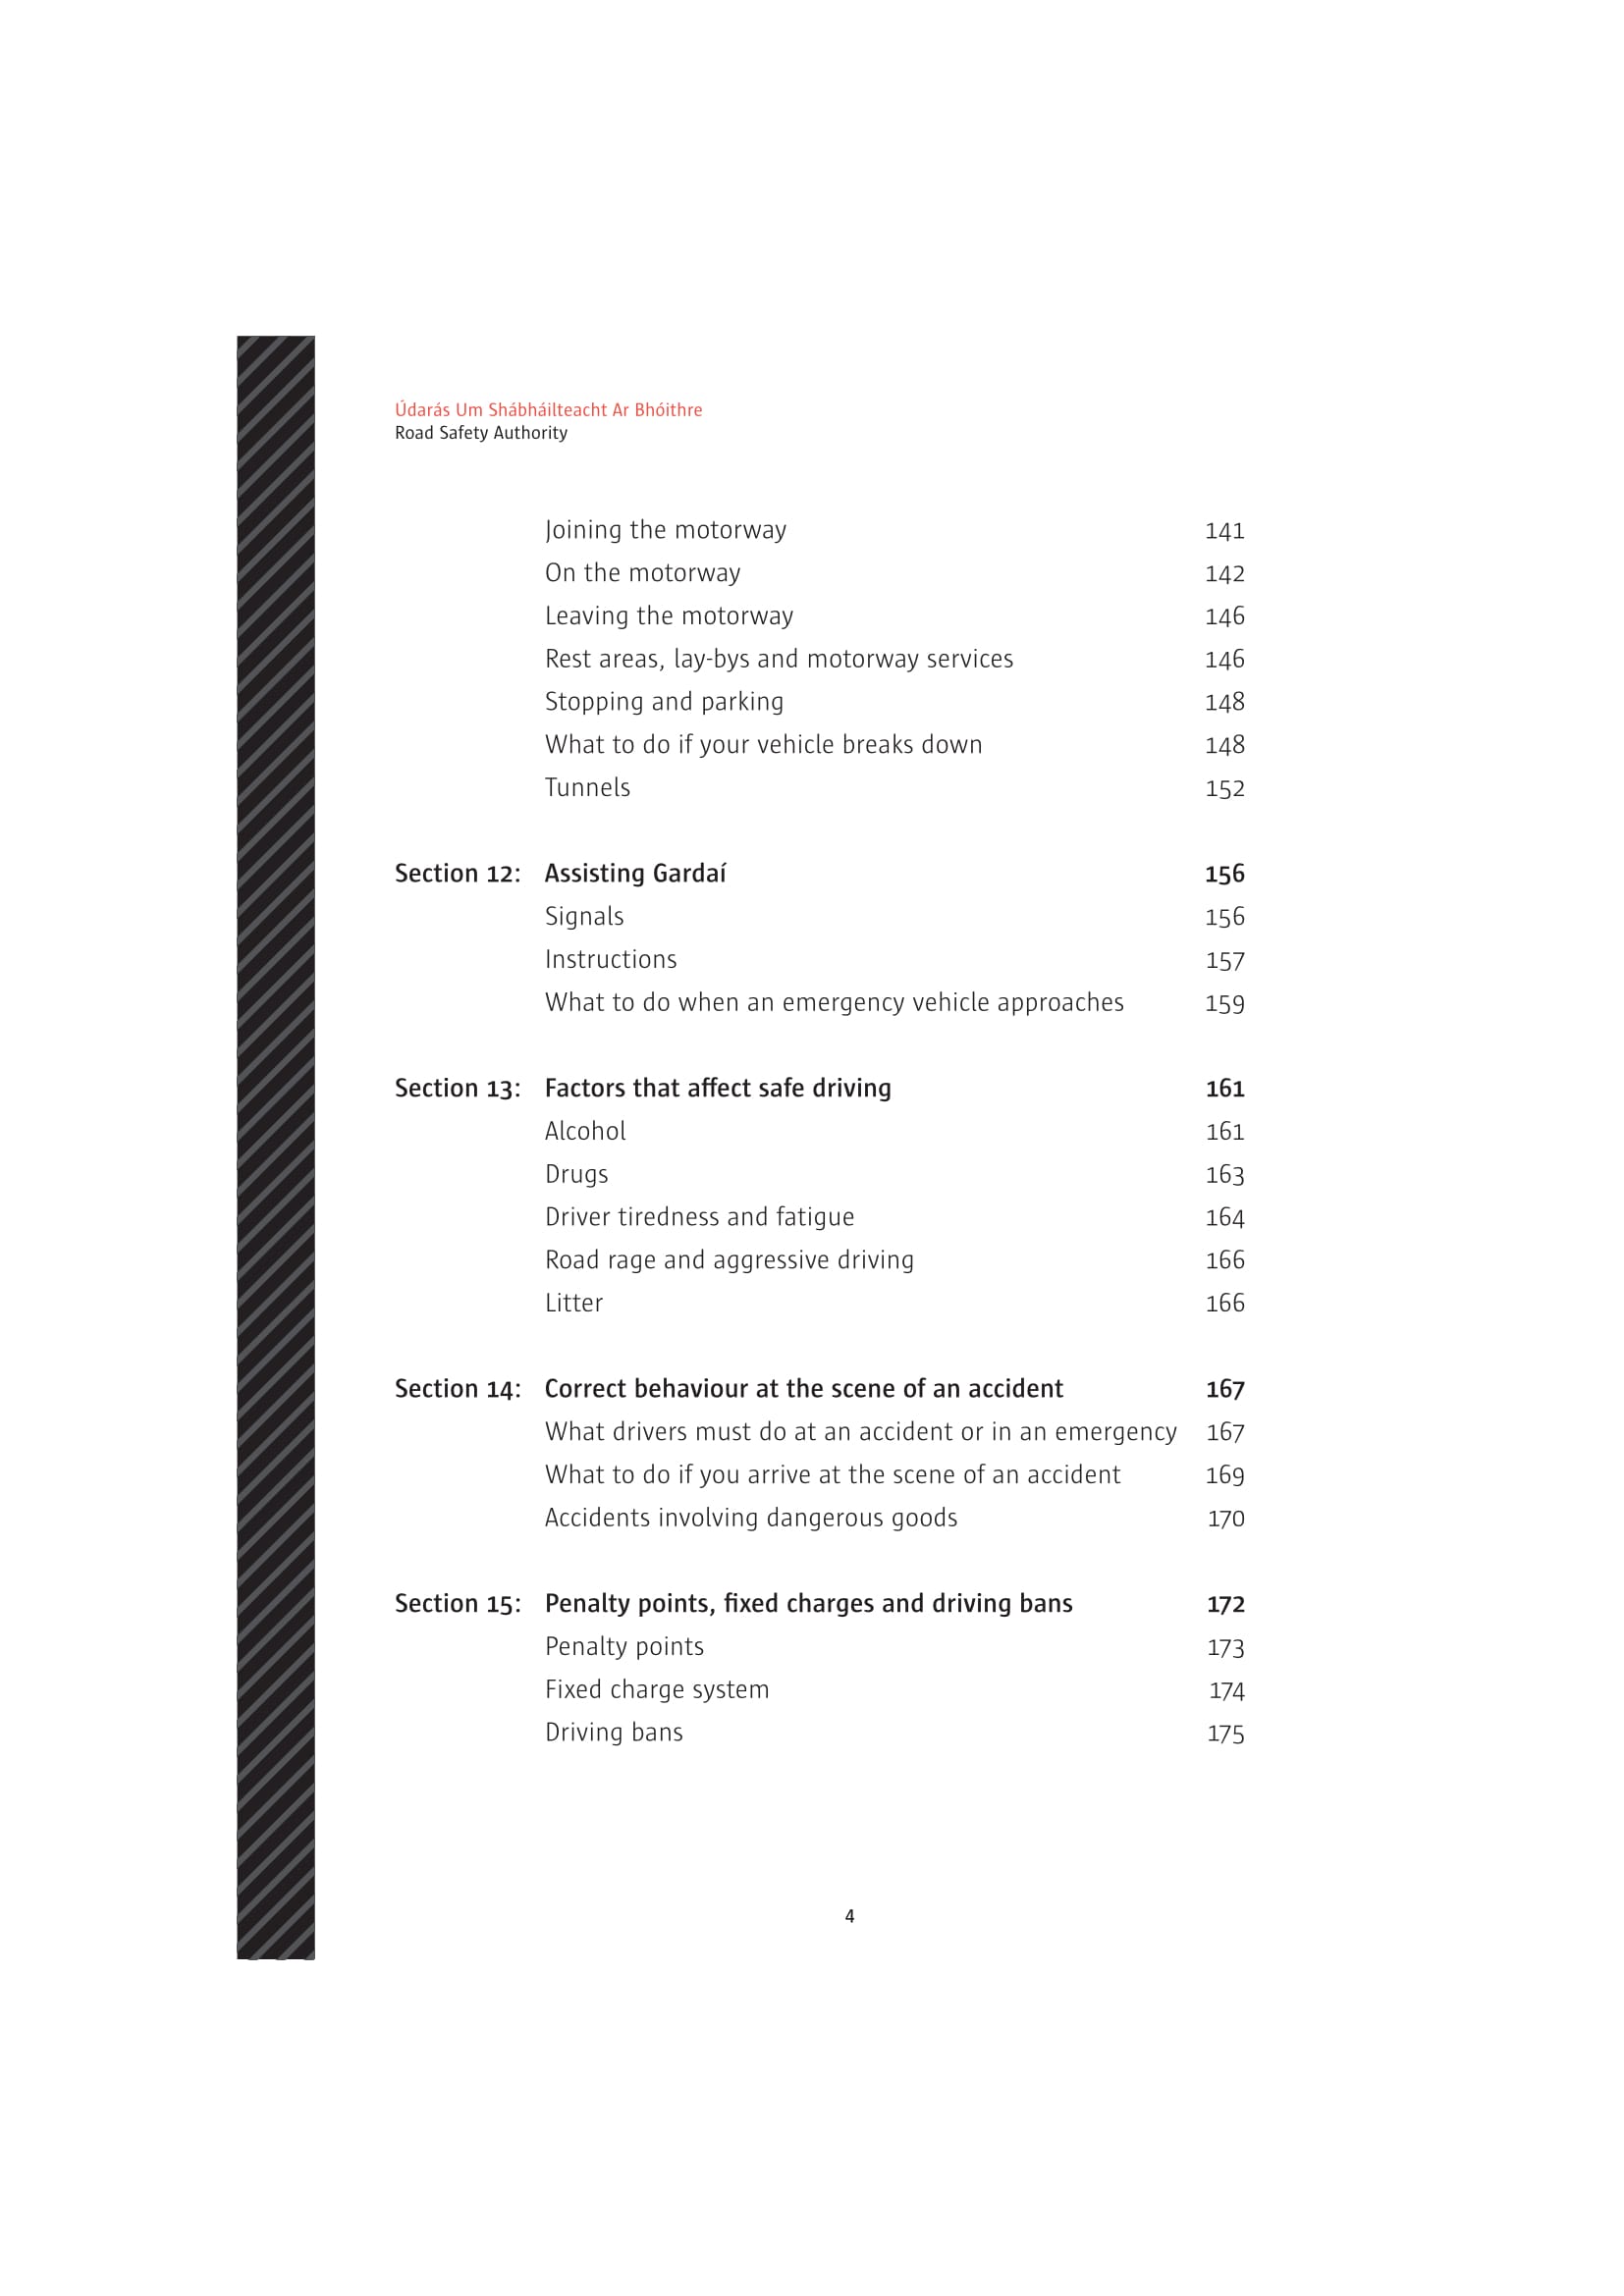 Údarás Um Shábháilteacht Ar Bhóithre
Road Safety Authority
Joining the motorway 141
On the motorway 142
Leaving the motorway 146
Rest areas, lay-bys and motorway services 146
Stopping and parking 148
What to do if your vehicle breaks down 148
Tunnels 152
Section 12: Assisting Gardaí 156
Signals 156
Instructions 157
What to do when an emergency vehicle approaches 159
Section 13: Factors that affect safe driving 161
Alcohol 161
Drugs 163
Driver tiredness and fatigue 164
Road rage and aggressive driving 166
Litter 166
Section 14: Correct behaviour at the scene of an accident 167
What drivers must do at an accident or in an emergency 167
What to do if you arrive at the scene of an accident 169
Accidents involving dangerous goods 170
Section 15: Penalty points, fixed charges and driving bans 172
Penalty points 173
Fixed charge system 174
Driving bans 175
4